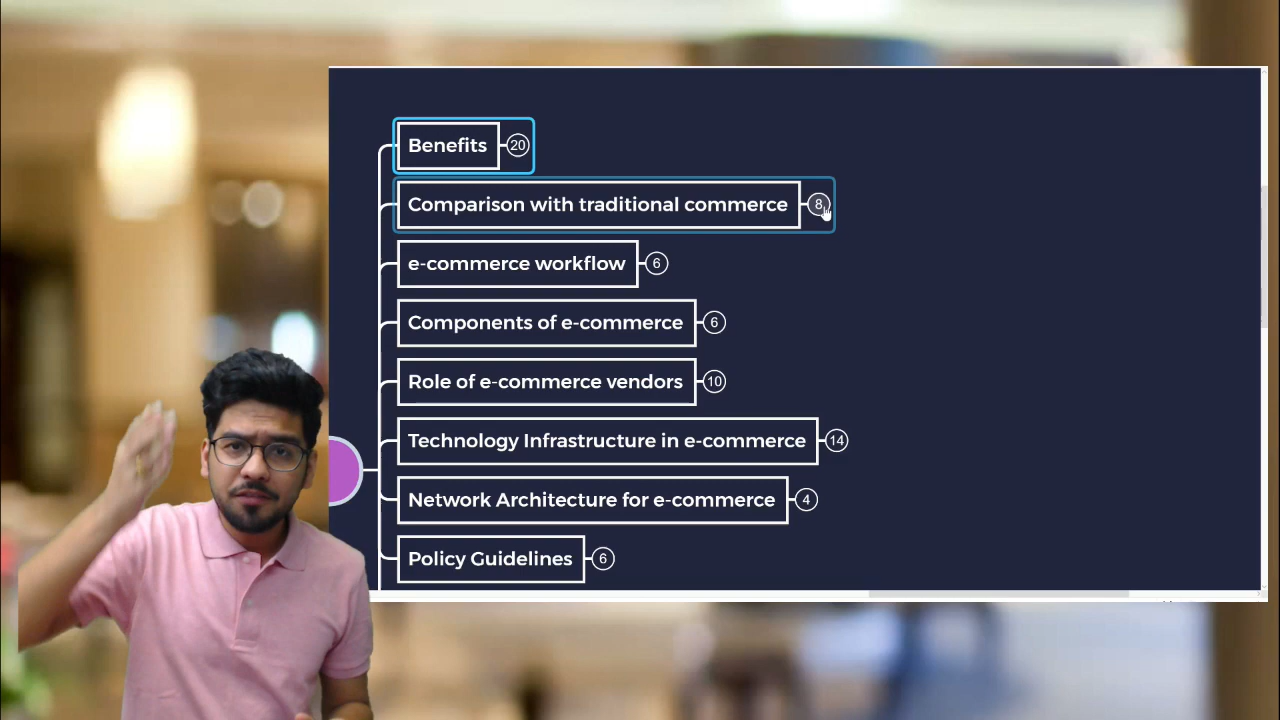 Benefits 20
Comparison with traditional commerce 8
e-commerce workflow 6
Components of e-commerce 6
Role of e-commerce vendors 10
Technology Infrastructure in e-commerce 14
Network Architecture for e-commerce 4
Policy Guidelines 6